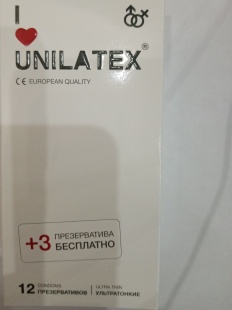 I
UNILATEX®
CE EUROPEAN QUALITY
+3 ПРЕЗЕРВАТИВА
БЕСПЛАТНО
12 CONDOMS ULTRA THIN
ПРЕЗЕРВАТИВОВ УЛЬТРАТОНКИЕ